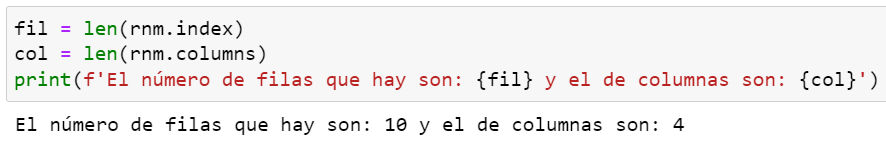 fil = len(rnm.index)
col = len(rnm.columns)
print(f'El número de filas que hay son: {fil} y el de columnas son: {col}')
El número de filas que hay son: 10 y el de columnas son: 4